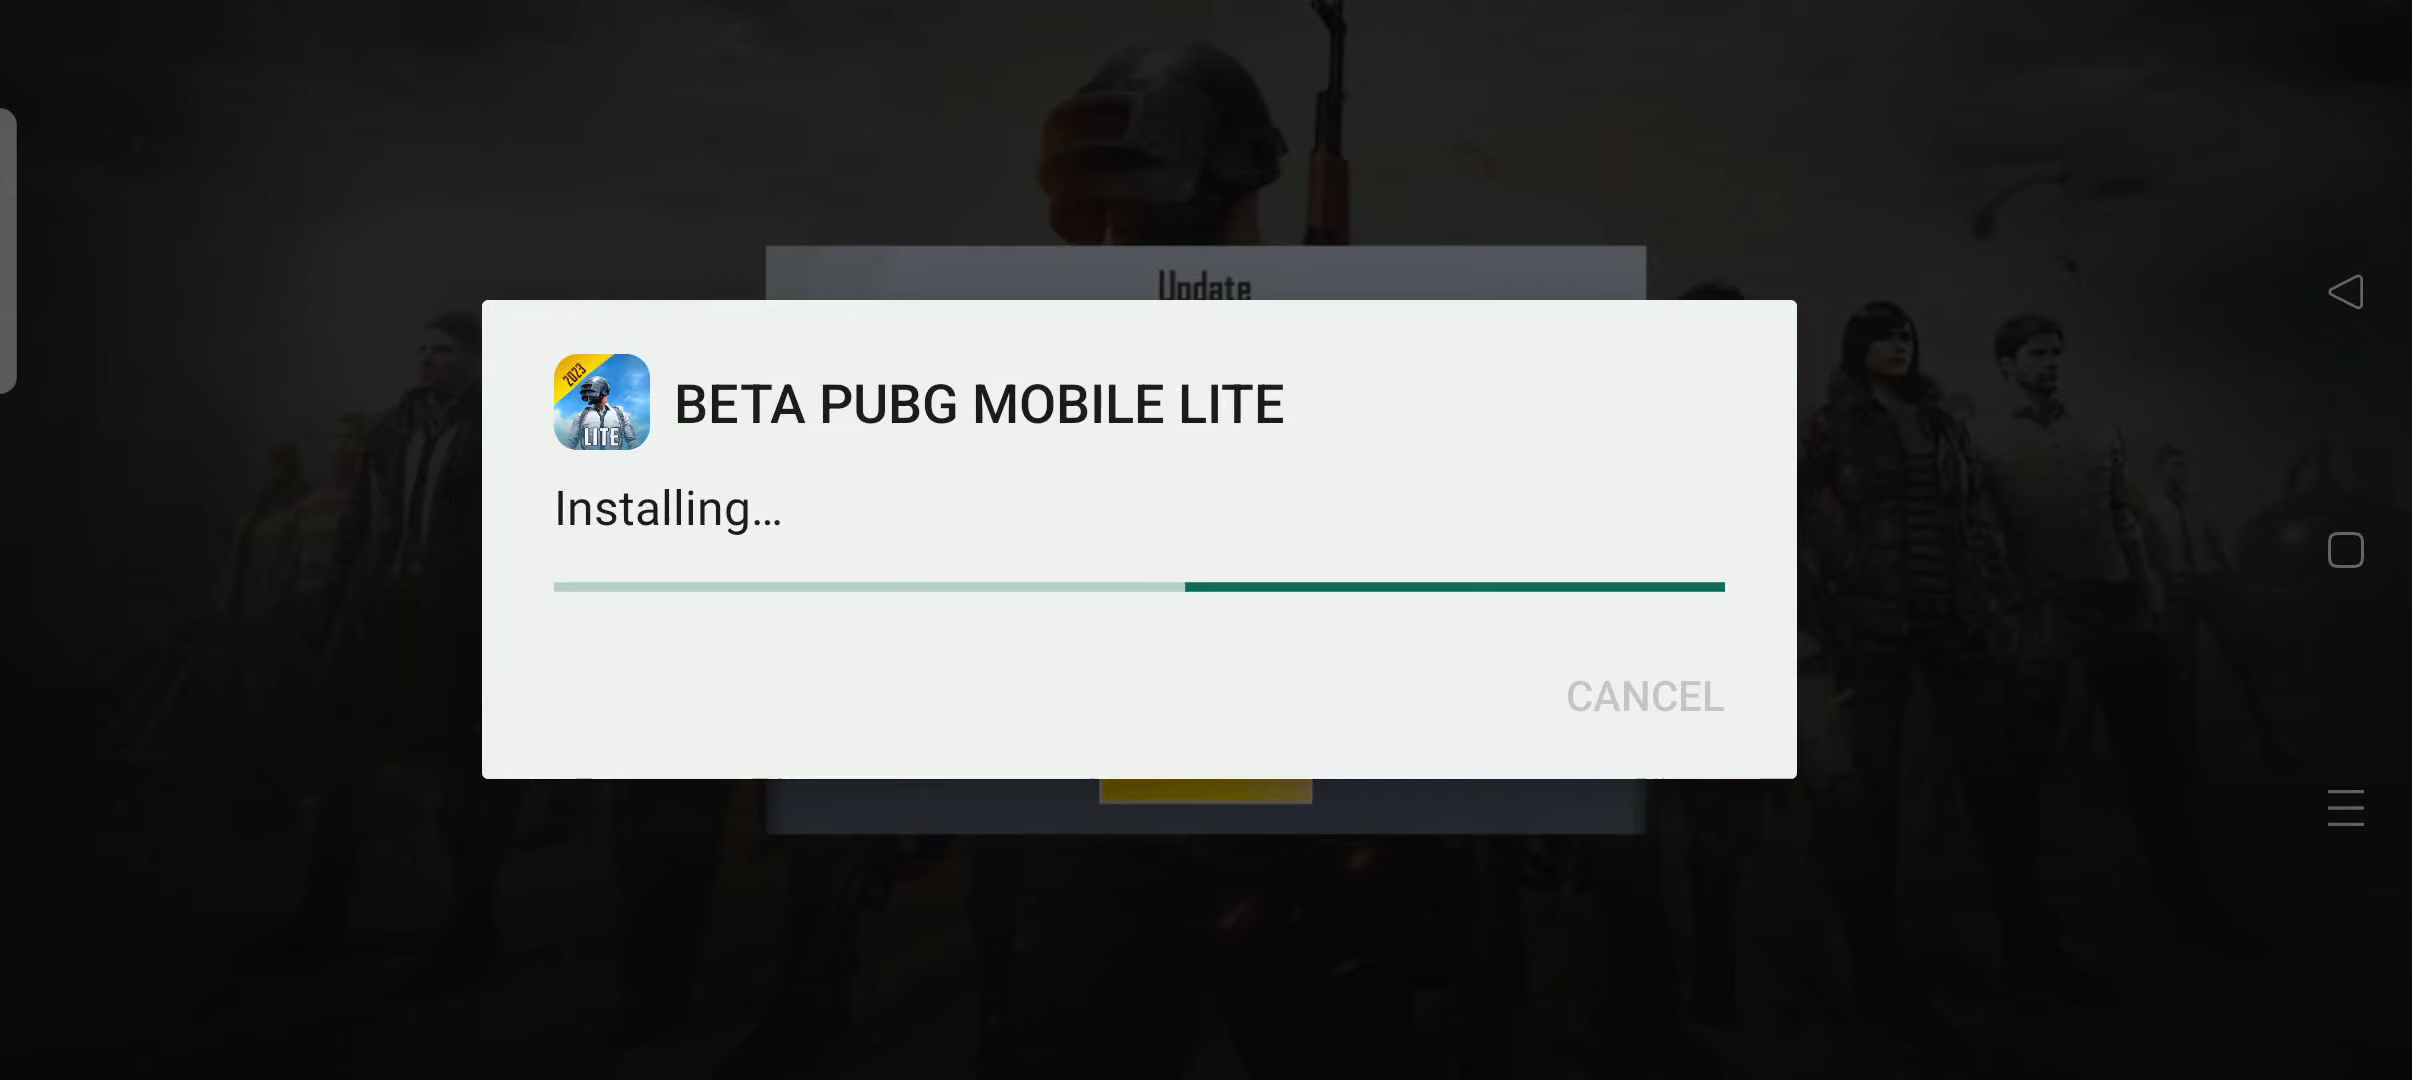 Update
2023
LITE
BETA PUBG MOBILE LITE
Installing...
CANCEL